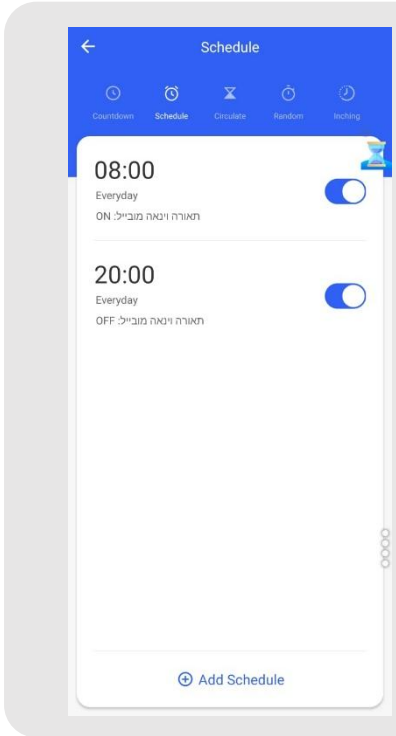 Schedule
Countdown Schedule Circulate Random Inching
08:00
Everyday
תאורה וינאה מובייל: ON
20:00
Everyday
תאורה וינאה מובייל: OFF
Add Schedule